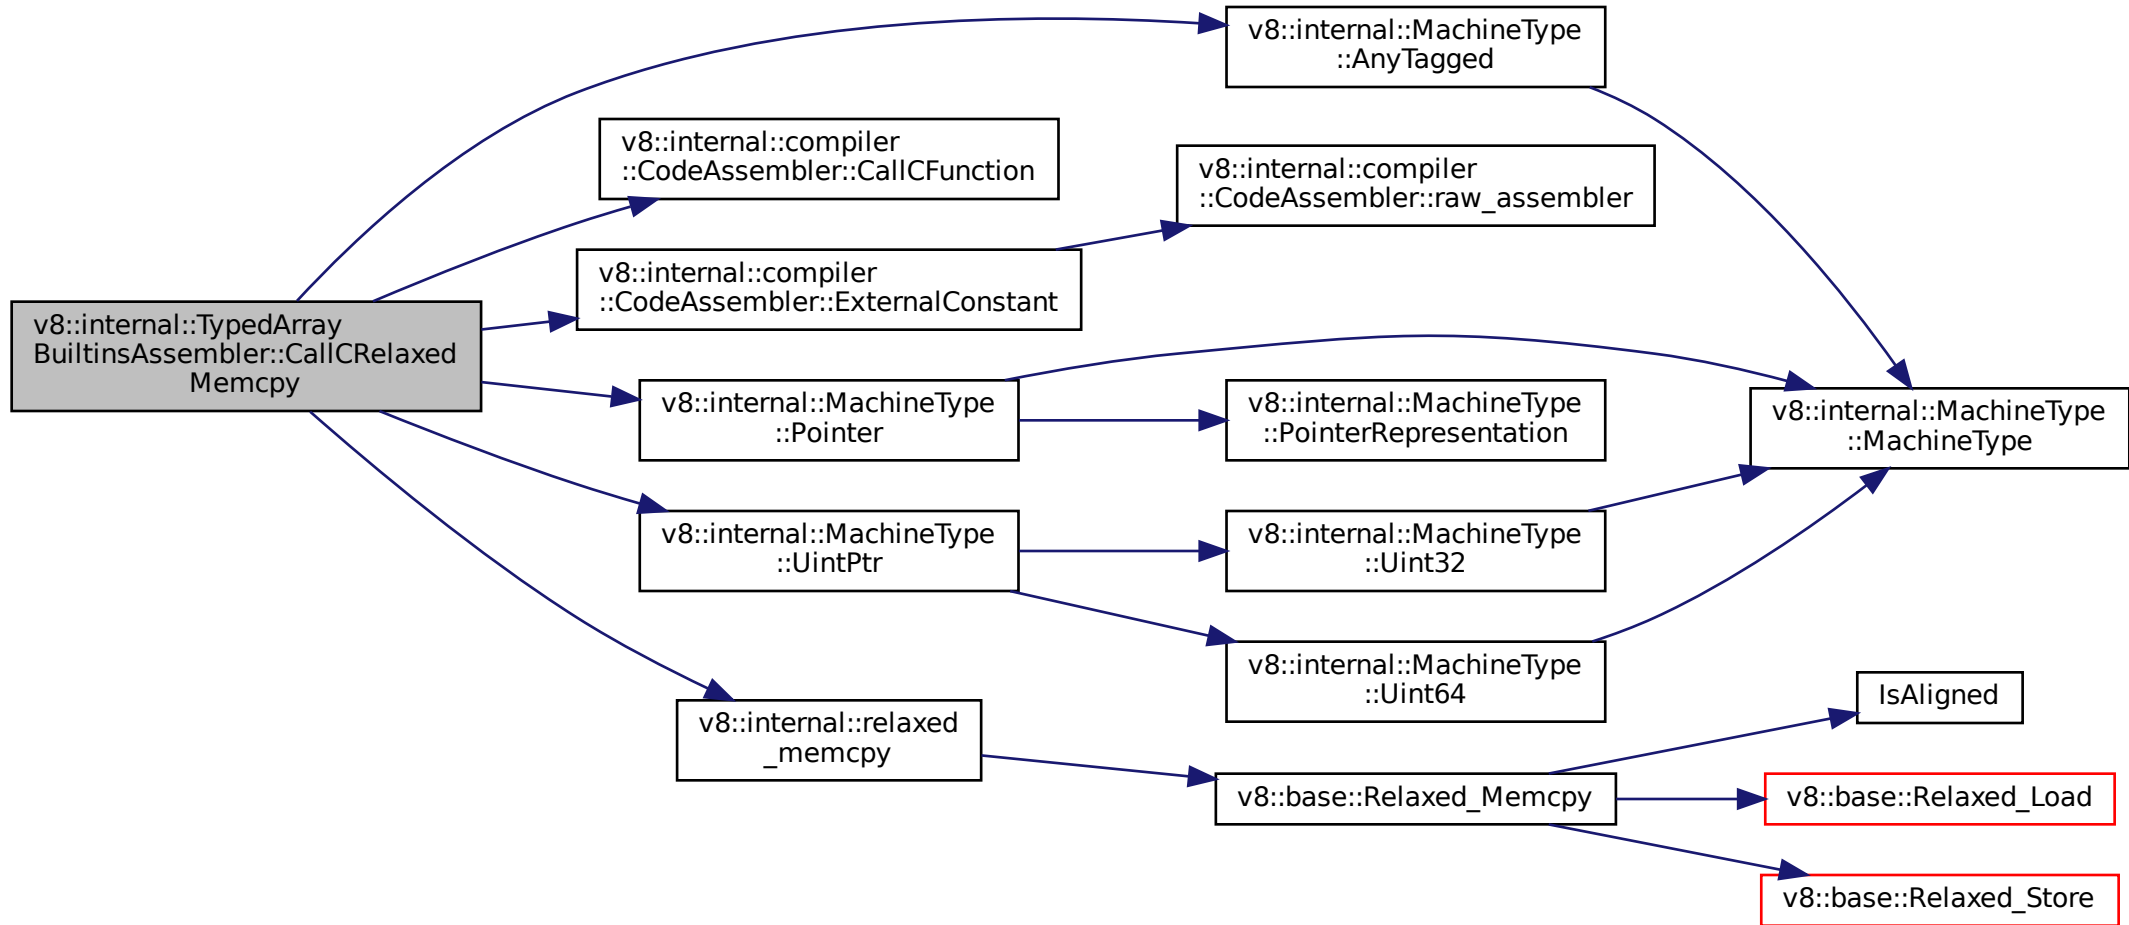 v8::internal::MachineType
::AnyTagged
v8::internal::compiler
::CodeAssembler::CallCFunction
v8::internal::compiler
::CodeAssembler::raw_assembler
v8::internal::compiler
::CodeAssembler::ExternalConstant
v8::internal::TypedArray
BuiltinsAssembler::CallCRelaxed
Memcpy
v8::internal::MachineType
::Pointer
v8::internal::MachineType
::PointerRepresentation
v8::internal::MachineType
::MachineType
v8::internal::MachineType
::UintPtr
v8::internal::MachineType
::Uint32
v8::internal::MachineType
::Uint64
v8::internal::relaxed
_memcpy
IsAligned
v8::base::Relaxed_Memcpy
v8::base::Relaxed_Load
v8::base::Relaxed_Store